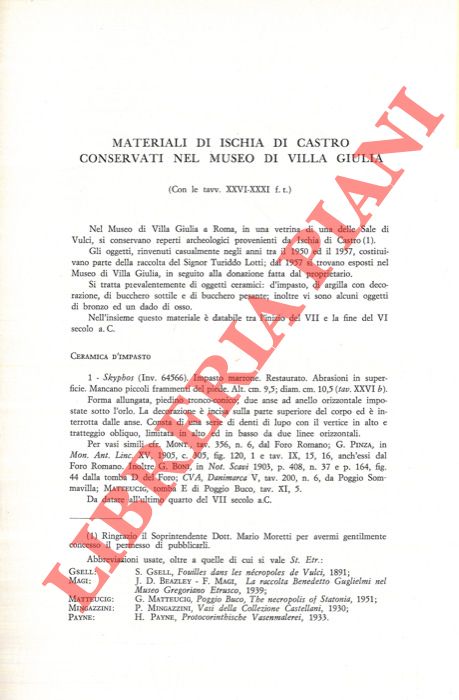 MATERIALI DI ISCHIA DI CASTRO
CONSERVATI NEL MUSEO DI VILLA GIULIA
(Con le tavv. XXVI-XXXI f. t.)
Nel Museo di Villa Giulia a Roma, in una vetrina di una delle Sale di
Vulci, si conservano reperti archeologici provenienti da Ischia di Castro (1).
Gli oggetti, rinvenuti casualmente negli anni tra il 1950 ed il 1957, costitui-
vano parte della raccolta del Signor Turiddo Lotti; dal 1957 si trovano esposti nel
Museo di Villa Giulia, in seguito alla donazione fatta dal proprietario.
Si tratta prevalentemente di oggetti ceramici: d'impasto, di argilla con deco-
razione, di bucchero sottile e di bucchero pesante; inoltre vi sono alcuni oggetti
di bronzo ed un dado di osso.
Nell'insieme questo materiale è databile tra l'inizio del VII e la fine del VI
secolo a. C.
CERAMICA D'IMPASTO
1 - Skyphos (Inv. 64566). Impasto marrone. Restaurato. Abrasioni in super-
ficie. Mancano piccoli frammenti del piede. Alt. cm. 9,5; diam. cm. 10,5 (tav. XXVI b).
Forma allungata, piede tronco-conico, due anse ad anello orizzontale impo-
state sotto l'orlo. La decorazione è incisa sulla parte superiore del corpo ed è in-
terrotta dalle anse. Consta di una serie di denti di lupo con il vertice in alto e
tratteggio obliquo, limitata in alto ed in basso da due linee orizzontali.
Per vasi simili cfr. MONT. tav. 356, n. 6, dal Foro Romano; G. PINZA, in
Mon. Ant. Linc. 1905, c. 305, fig. 120, 1 e tav. IX, 15, 16, anch'essi dal
Foro Romano. Inoltre G. BONI, in Not. Scavi 1903, p. 408, n. 37 e p. 164, fig.
44 dalla tomba D del Foro; CVA, Danimarca V, tav. 200, n. 6, da Poggio Som-
mavilla; MATTEUCIG, tomba E di Poggio Buco, tav. XI, 5.
Da datare all'ultimo quarto del VII secolo a.C.
(1) Ringrazio il Soprintendente Dott. Mario Moretti per avermi gentilmente
concesso il permesso di pubblicarli.
Abbreviazioni usate, oltre a quelle di cui si vale St. Etr.:
GSELL: S. GSELL, Fouilles dans les nécropoles de Vulci, 1891;
MAGI: J. D. BEAZLEY - F. MAGI, La raccolta Benedetto Guglielmi nel
Museo Gregoriano Etrusco, 1939;
MATTEUCIG: G. MATTEUCIG, Poggio Buco, The necropolis of Statonia, 1951;
MINGAZZINI: P. MINGAZZINI, Vasi della Collezione Castellani, 1930;
PAYNE: H. PAYNE, Protocorinthische Vasenmalerei, 1933.
LIBRERIA PIANI